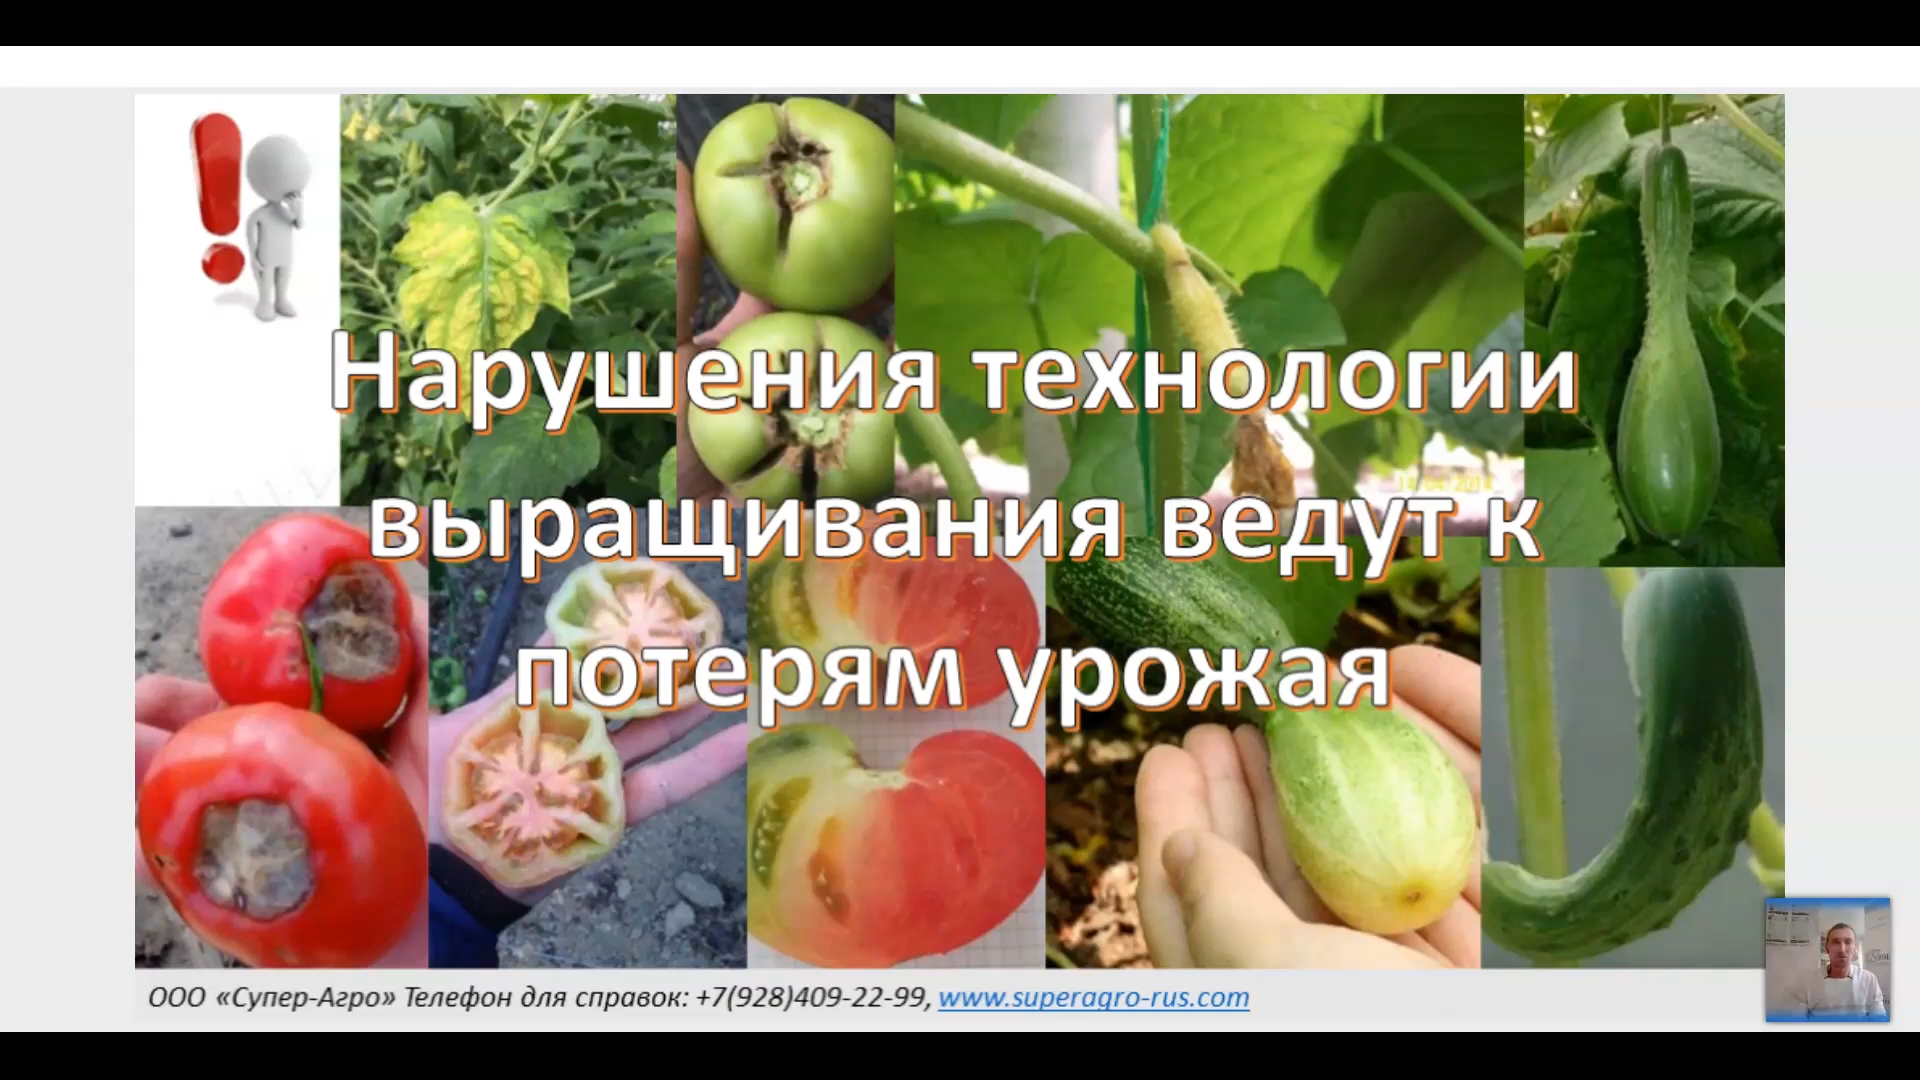 Нарушения технологии
выращивания ведут к
потерям урожая
ООО «Супер-Агро» Телефон для справок: +7(928)409-22-99, www.superagro-rus.com